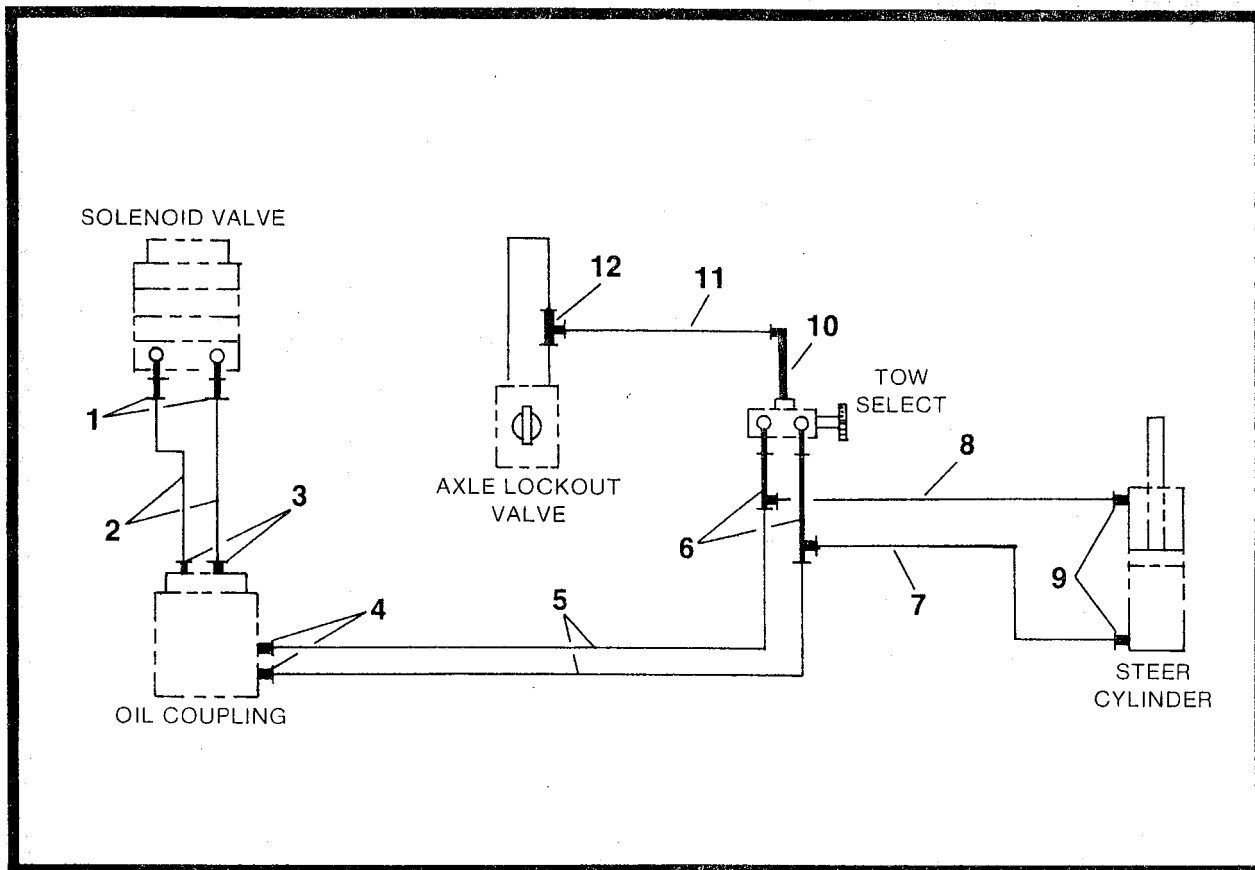 SOLENOID VALVE
12
11
10
TOW
SELECT
1
8
AXLE LOCKOUT
VALVE
3
2
6
9
7
4
5
OIL COUPLING
STEER
CYLINDER